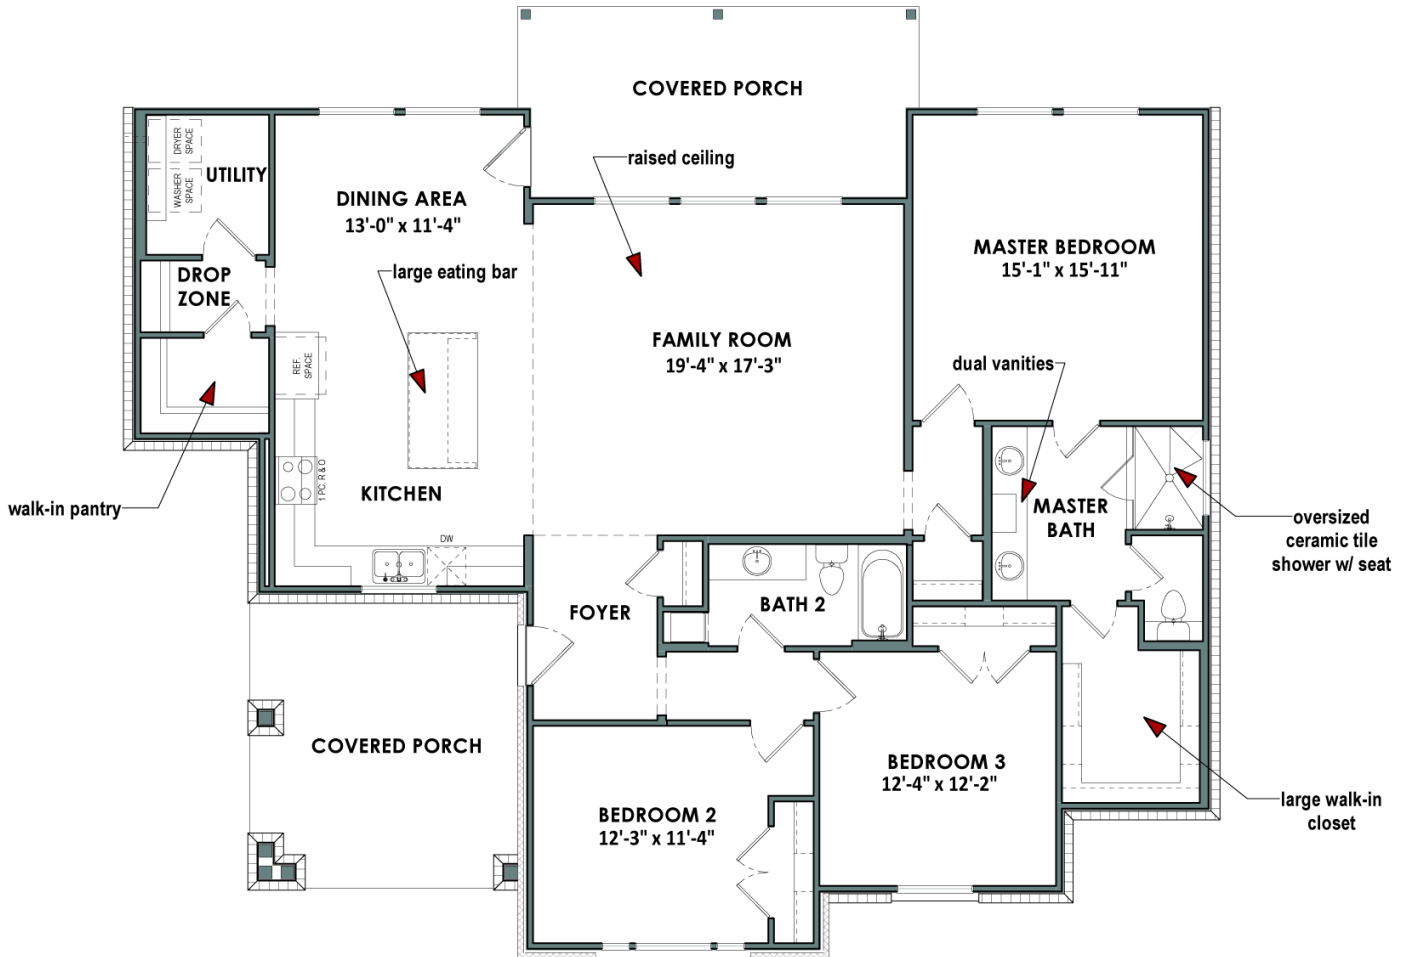 COVERED PORCH
raised ceiling
DRYER
SPACE
WASHER
SPACE
UTILITY
DINING AREA
13'-0" x 11'-4"
MASTER BEDROOM
15'-1" x 15'-11"
DROP
ZONE
large eating bar
FAMILY ROOM
19'-4" x 17'-3"
REF.
SPACE
dual vanities
1 PC. R & O
KITCHEN
walk-in pantry
MASTER
BATH
oversized
ceramic tile
shower w/ seat
DW
FOYER
BATH 2
COVERED PORCH
BEDROOM 3
12'-4" x 12'-2"
BEDROOM 2
12'-3" x 11'-4"
large walk-in
closet